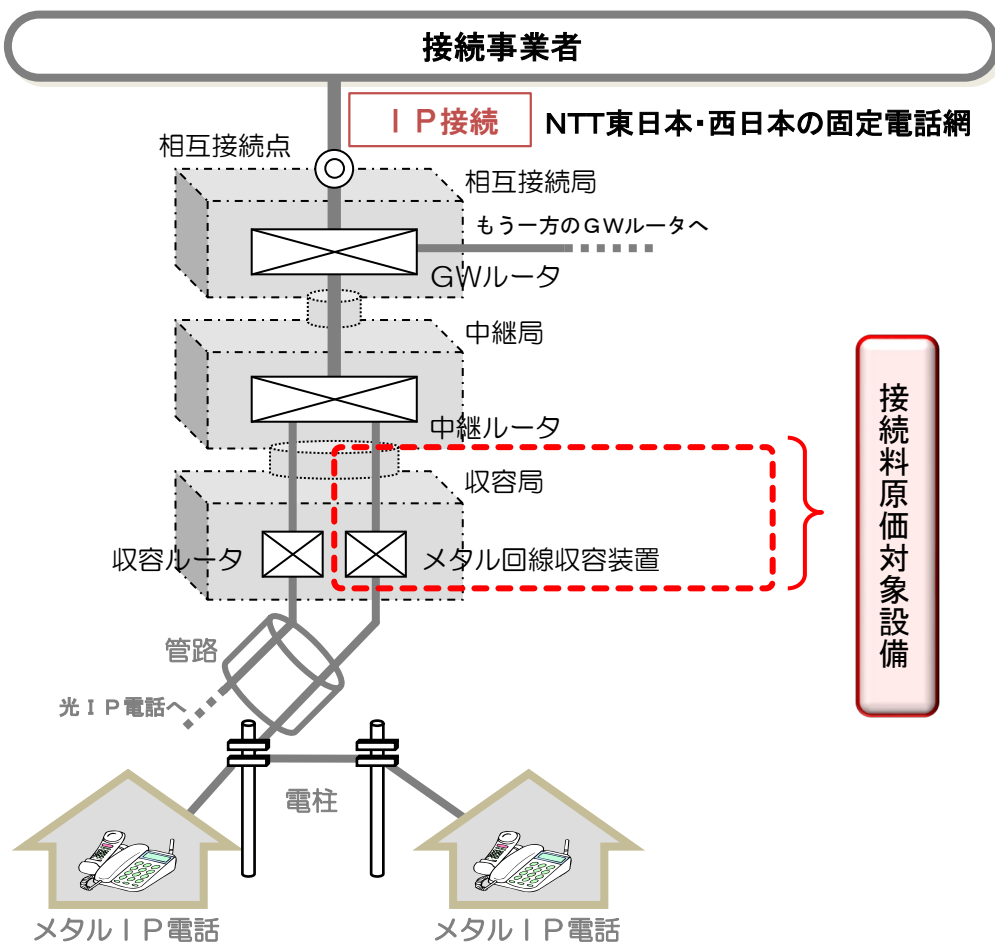 接続事業者
ＩＰ接続
NTT東日本・西日本の固定電話網
相互接続点
相互接続局
もう一方のＧＷルータへ
ＧＷルータ
中継局
中継ルータ
収容局
収容ルータ
メタル回線収容装置
接続料原価対象設備
管路
光ＩＰ電話へ
電柱
メタルＩＰ電話
メタルＩＰ電話